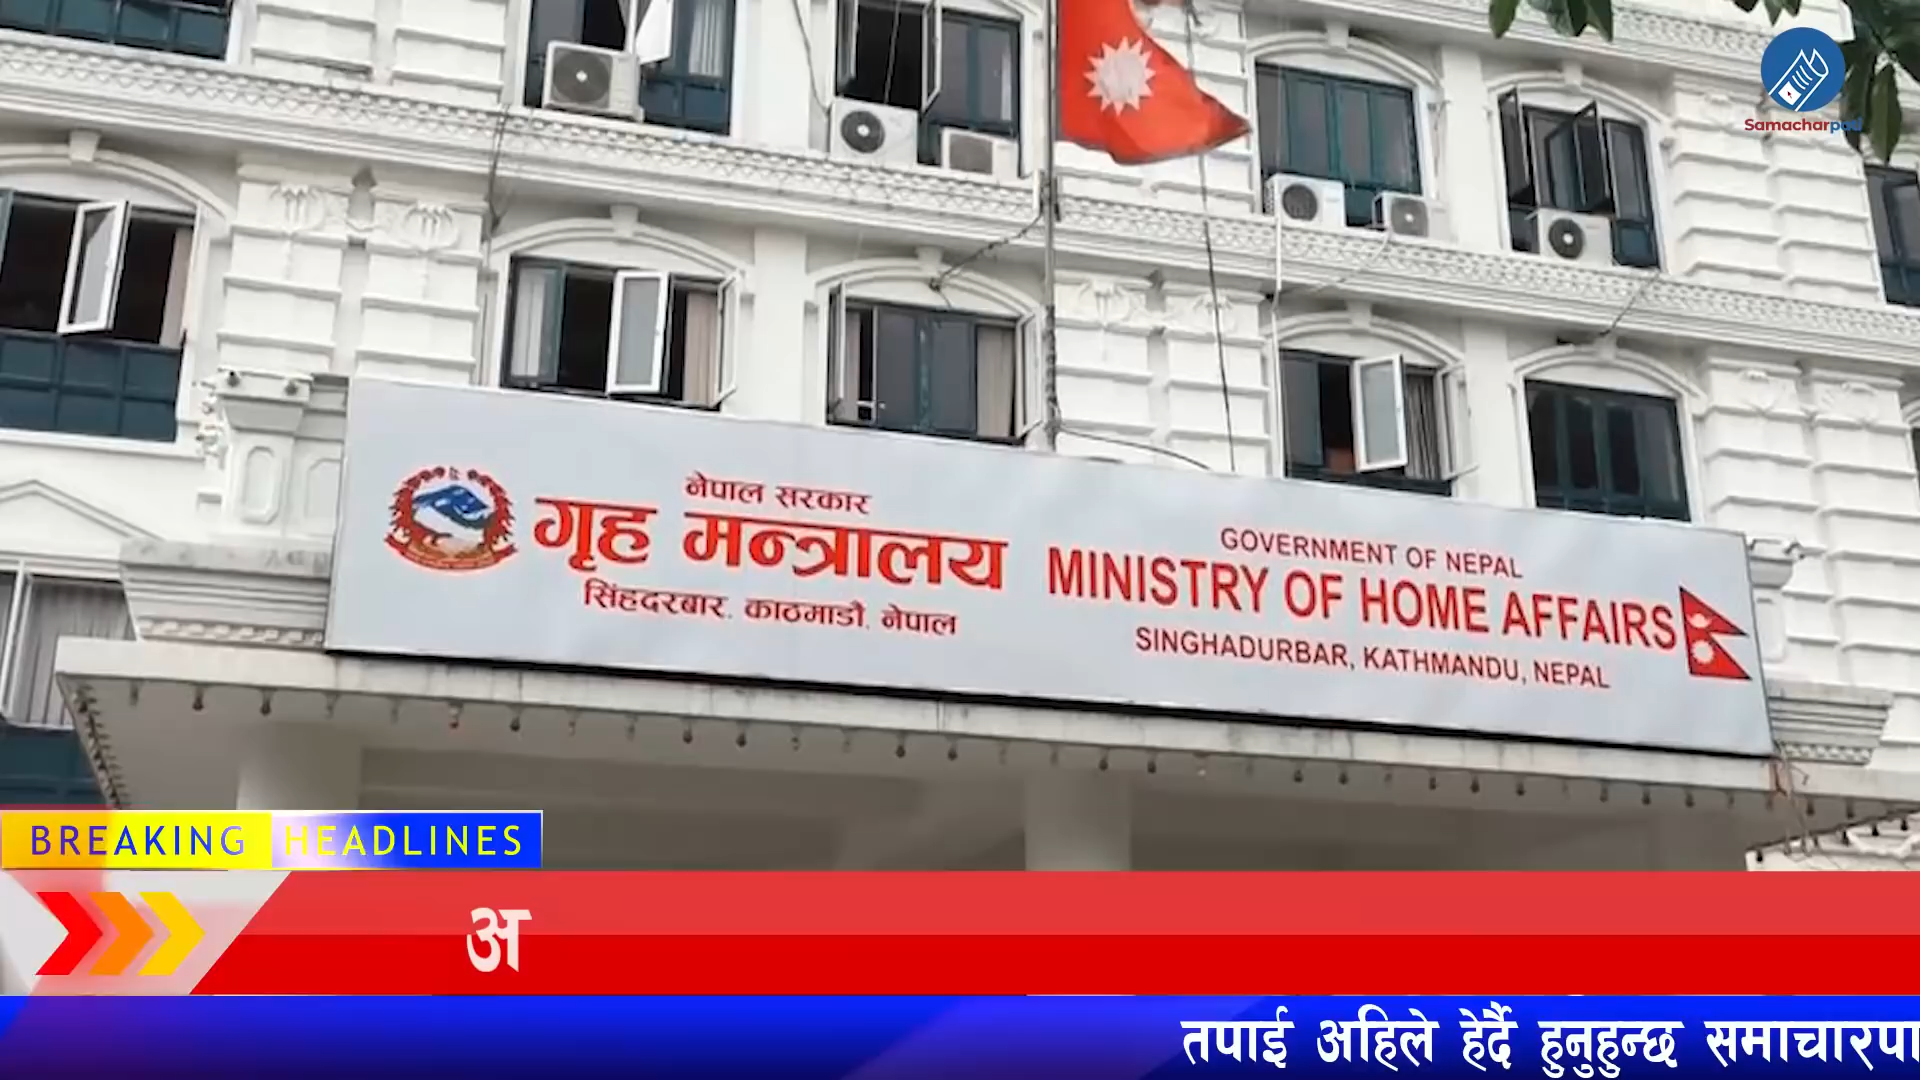 Samacharpati
नेपाल सरकार
गृह मन्त्रालय
सिंहदरबार, काठमाडौं, नेपाल
GOVERNMENT OF NEPAL
MINISTRY OF HOME AFFAIRS
SINGHADURBAR, KATHMANDU, NEPAL
BREAKING HEADLINES
अ
तपाई अहिले हेर्दै हुनुहुन्छ समाचारपा